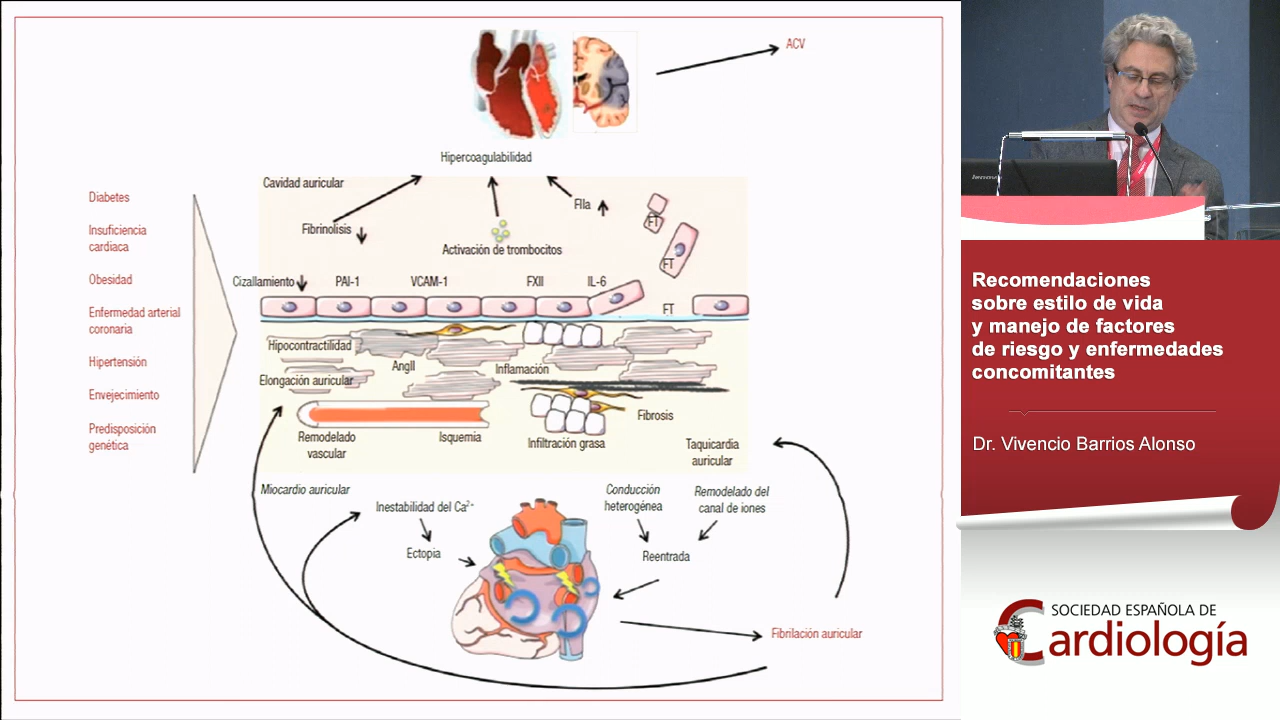 ACV
Hipercoagulabilidad
Cavidad auricular
Fibrinolisis
FIIa
Activación de trombocitos
FT
FT
Cizallamiento
PAI-1
VCAM-1
FXII
IL-6
FT
Diabetes
Insuficiencia
cardiaca
Obesidad
Enfermedad arterial
coronaria
Hipertensión
Envejecimiento
Predisposición
genética
Hipocontractilidad
AngII
Inflamación
Elongación auricular
Fibrosis
Remodelado
vascular
Isquemia
Infiltración grasa
Taquicardia
auricular
Miocardio auricular
Inestabilidad del Ca²⁺
Ectopia
Conducción
heterogénea
Remodelado del
canal de iones
Reentrada
Fibrilación auricular
lenovo
Recomendaciones
sobre estilo de vida
y manejo de factores
de riesgo y enfermedades
concomitantes
Dr. Vivencio Barrios Alonso
SOCIEDAD ESPAÑOLA DE
Cardiología